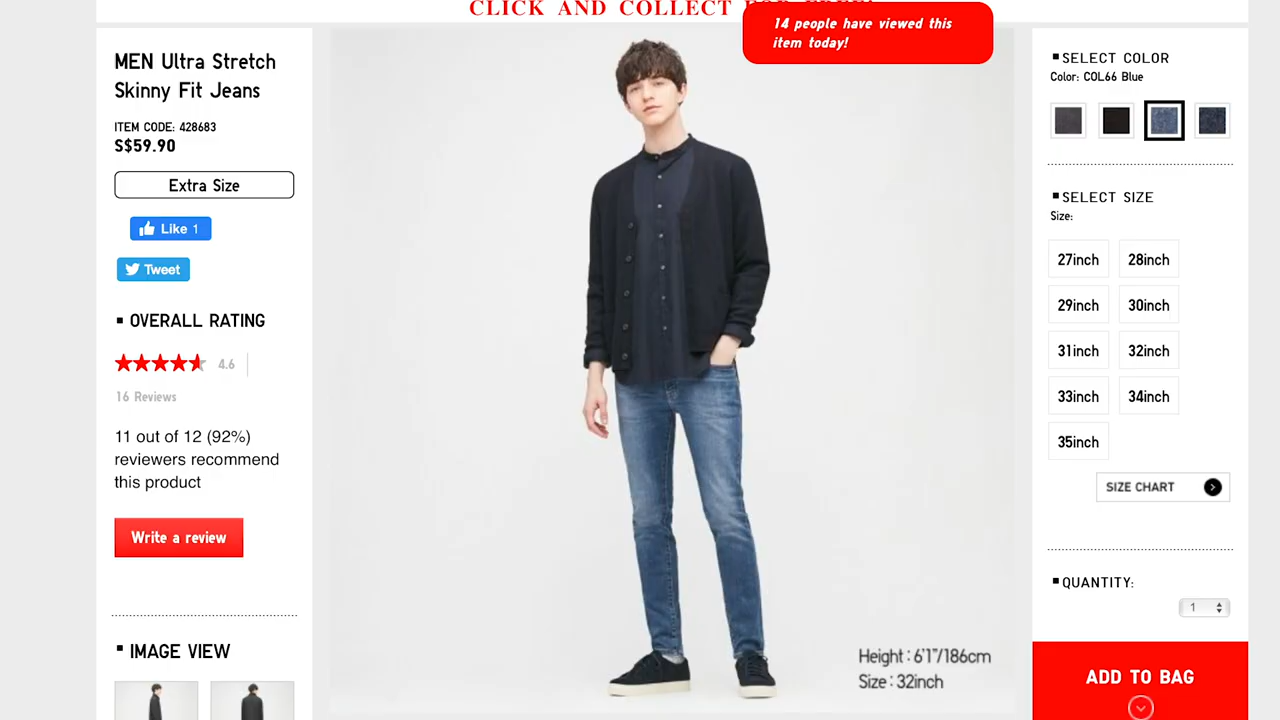 CLICK AND COLLECT
14 people have viewed this
item today!
MEN Ultra Stretch
Skinny Fit Jeans
ITEM CODE: 428683
S$59.90
Extra Size
Like 1
Tweet
OVERALL RATING
4.6
16 Reviews
11 out of 12 (92%)
reviewers recommend
this product
Write a review
IMAGE VIEW
Height : 6'1"/186cm
Size : 32inch
SELECT COLOR
Color: COL66 Blue
SELECT SIZE
Size:
27inch 28inch
29inch 30inch
31inch 32inch
33inch 34inch
35inch
SIZE CHART
QUANTITY:
1
ADD TO BAG